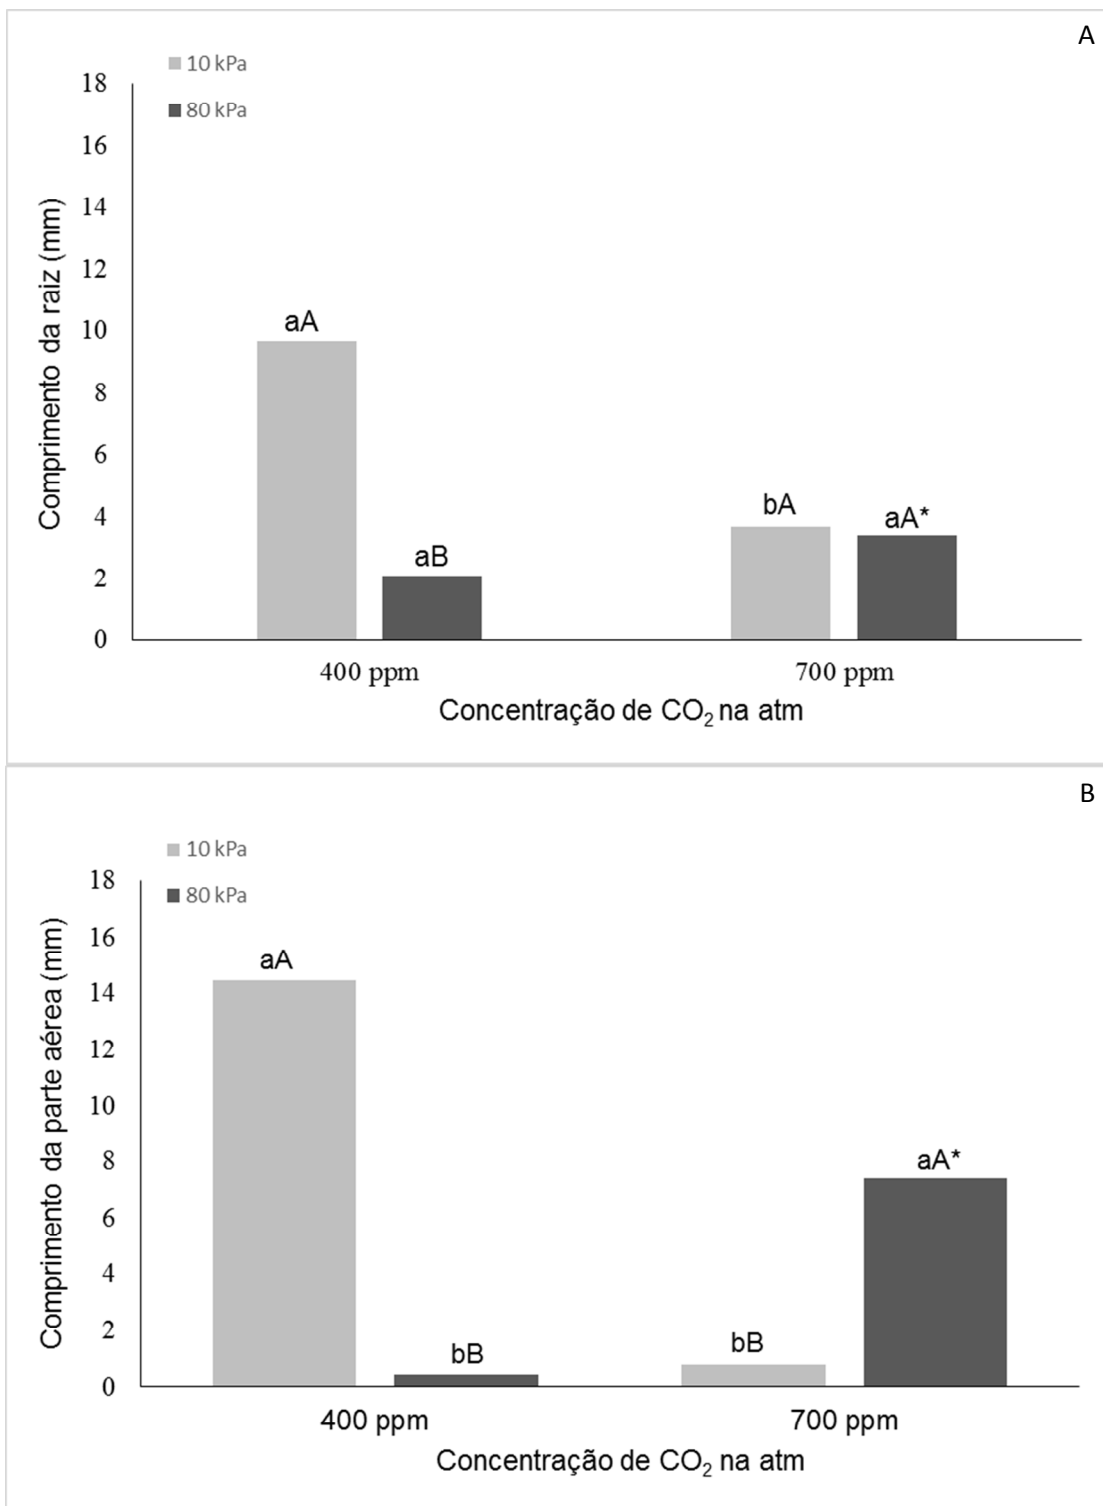 A
10 kPa
80 kPa
Comprimento da raiz (mm)
18
16
14
12
10
8
6
4
2
0
aA
aB
bA
aA*
400 ppm
700 ppm
Concentração de CO₂ na atm
B
10 kPa
80 kPa
Comprimento da parte aérea (mm)
18
16
14
12
10
8
6
4
2
0
aA
bB
bB
aA*
400 ppm
700 ppm
Concentração de CO₂ na atm